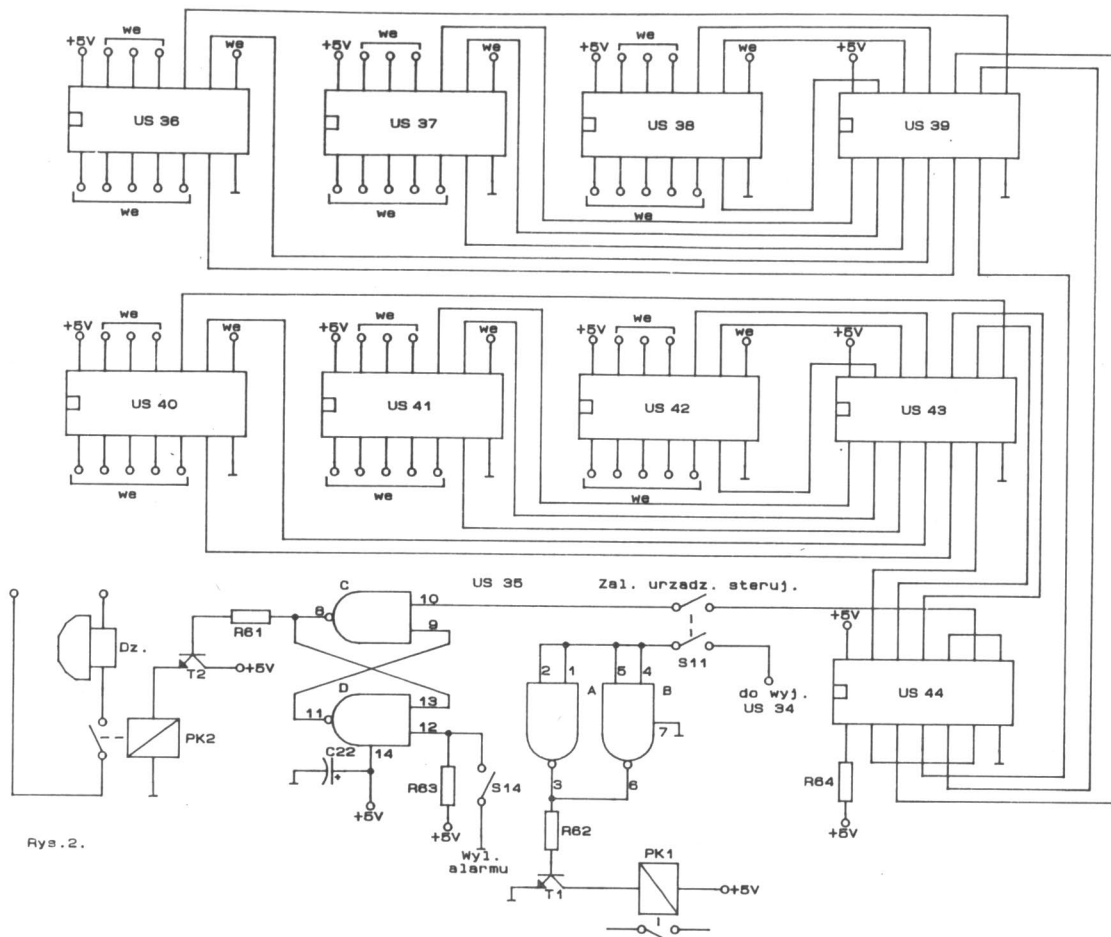 +5V we we +5V we we +5V we we +5V
US 36 US 37 US 38 US 39
we we we
+5V we we +5V we we +5V we we +5V
US 40 US 41 US 42 US 43
we we we
US 35 Zal. urzadz. steruj.
C 8 10 9
R61
Dz.
T2 +5V
PK2
D 11 13 12 14
C22
+5V
R63
+5V
S14
Wyl.
alarmu
2 1 5 4
A B
7
3 6
S11
do wyj.
US 34
+5V
US 44
R64
+5V
R62
T1
PK1
+5V
Rys.2.